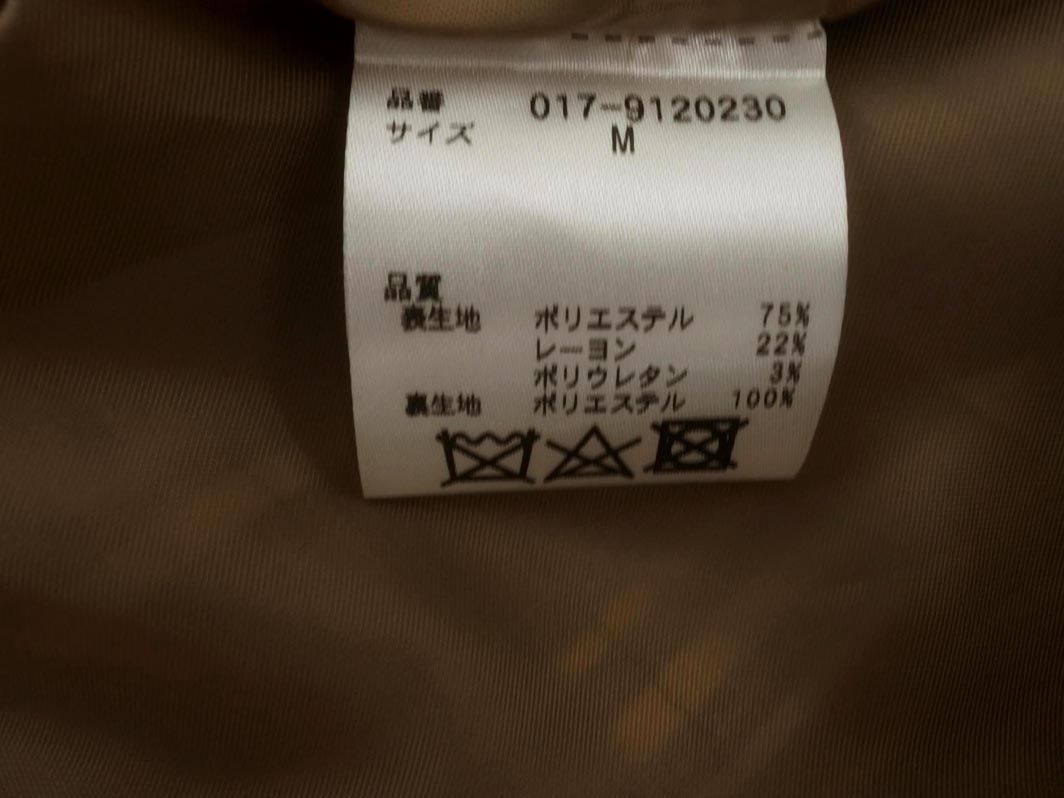 品番 017-9120230
サイズ M
品質
表生地 ポリエステル 75%
レーヨン 22%
ポリウレタン 3%
裏生地 ポリエステル 100%